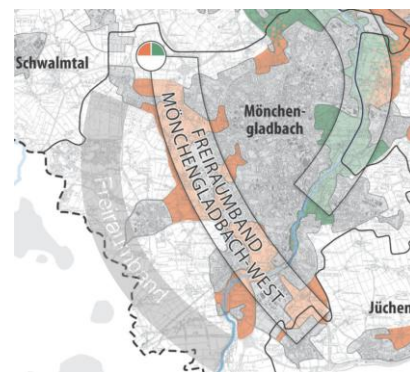 Schwalmtal
Mönchen-
gladbach
FREIRAUMBAND
MÖNCHENGLADBACH-WEST
Freiraumband
Jüchen